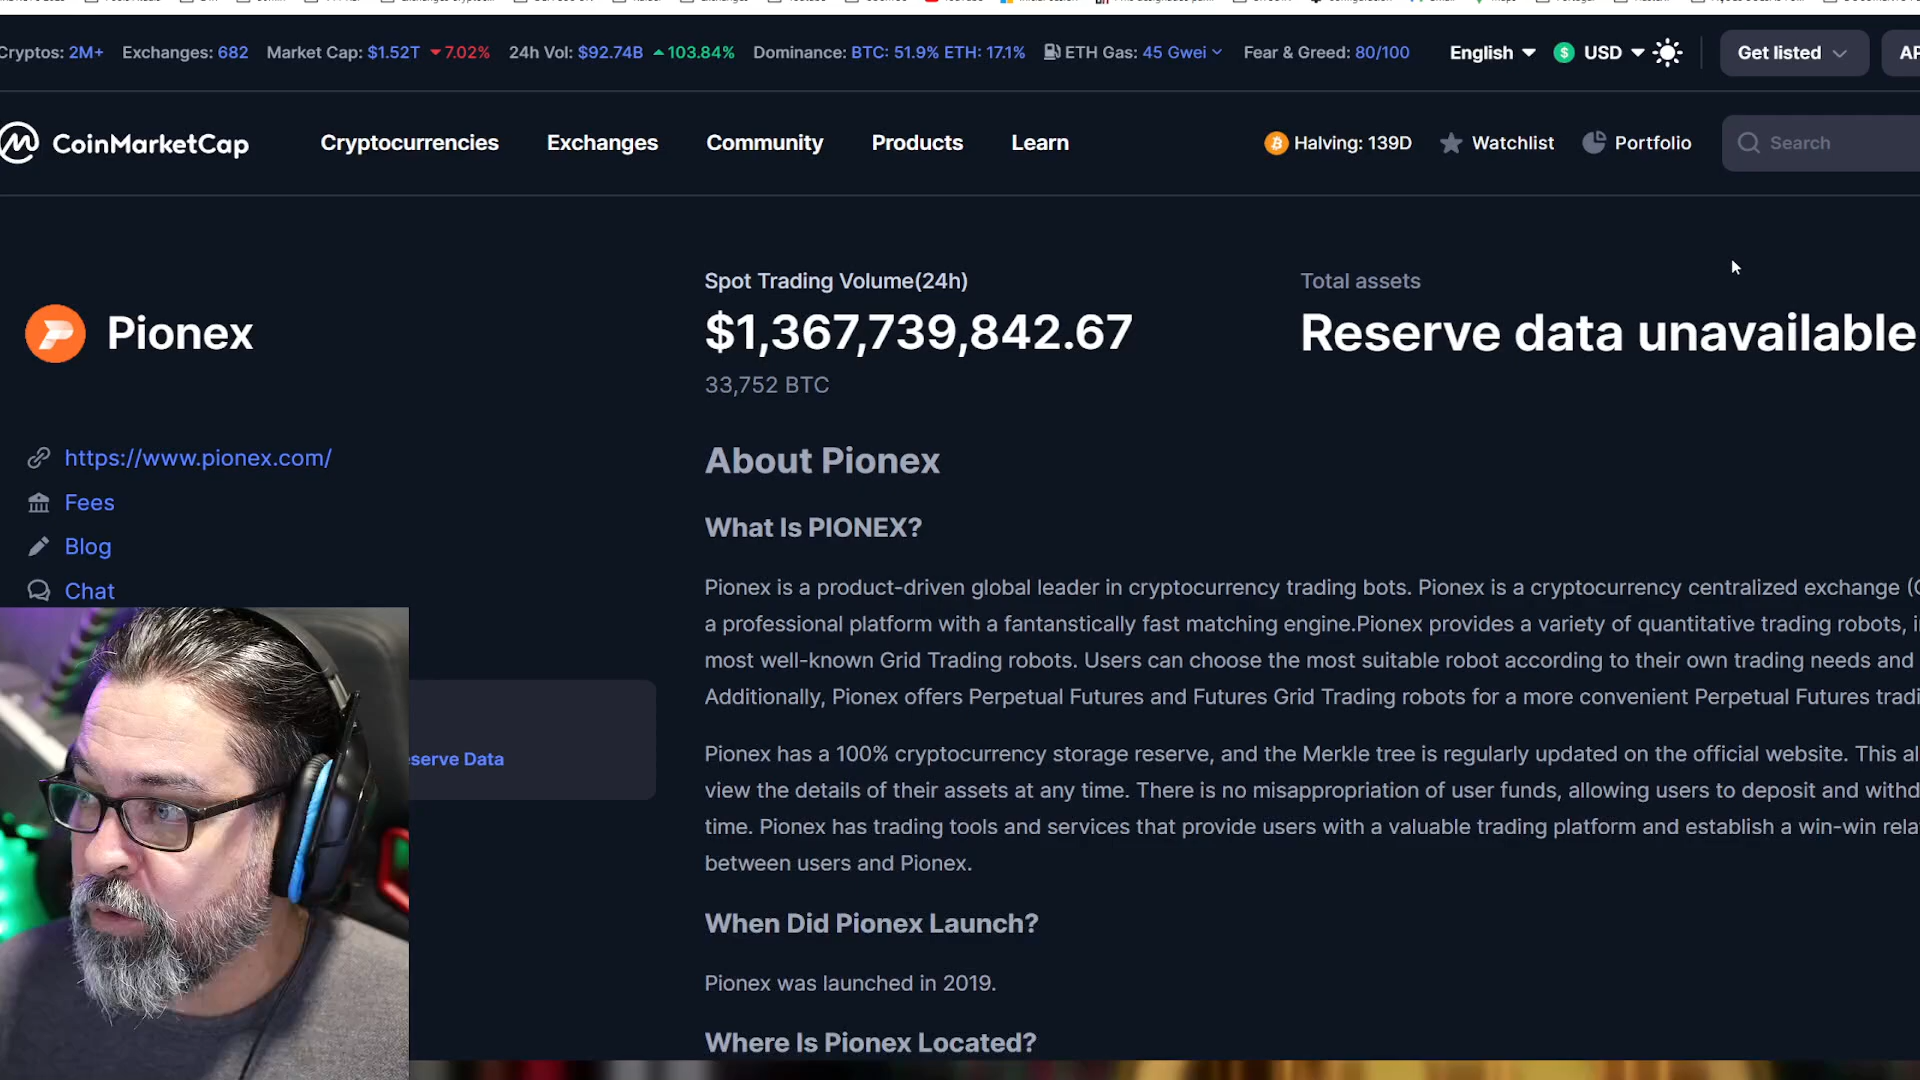 Cryptos: 2M+ Exchanges: 682 Market Cap: $1.52T 7.02% 24h Vol: $92.74B 103.84% Dominance: BTC: 51.9% ETH: 17.1% ETH Gas: 45 Gwei Fear & Greed: 80/100 English USD Get listed
CoinMarketCap Cryptocurrencies Exchanges Community Products Learn Halving: 139D Watchlist Portfolio Search
Pionex
https://www.pionex.com/
Fees
Blog
Chat
serve Data
Spot Trading Volume(24h)
$1,367,739,842.67
33,752 BTC
Total assets
Reserve data unavailable
About Pionex
What Is PIONEX?
Pionex is a product-driven global leader in cryptocurrency trading bots. Pionex is a cryptocurrency centralized exchange
a professional platform with a fantanstically fast matching engine.Pionex provides a variety of quantitative trading robots,
most well-known Grid Trading robots. Users can choose the most suitable robot according to their own trading needs and
Additionally, Pionex offers Perpetual Futures and Futures Grid Trading robots for a more convenient Perpetual Futures tradi
Pionex has a 100% cryptocurrency storage reserve, and the Merkle tree is regularly updated on the official website. This al
view the details of their assets at any time. There is no misappropriation of user funds, allowing users to deposit and withd
time. Pionex has trading tools and services that provide users with a valuable trading platform and establish a win-win rela
between users and Pionex.
When Did Pionex Launch?
Pionex was launched in 2019.
Where Is Pionex Located?